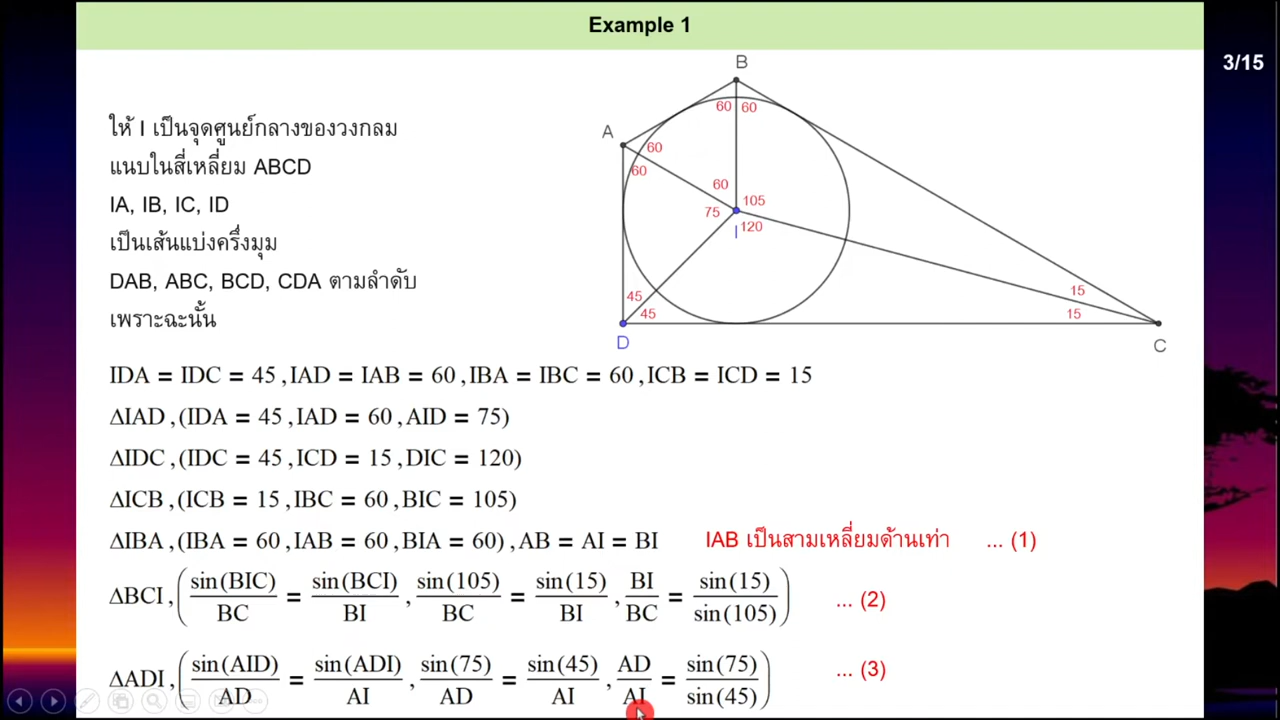 Example 1
3/15
ให้ I เป็นจุดศูนย์กลางของวงกลม
แนบในสี่เหลี่ยม ABCD
IA, IB, IC, ID
เป็นเส้นแบ่งครึ่งมุม
DAB, ABC, BCD, CDA ตามลำดับ
เพราะฉะนั้น
B
60 60
A
60
60
60
105
75
120
I
45
45
15
15
D
C
IDA = IDC = 45 , IAD = IAB = 60 , IBA = IBC = 60 , ICB = ICD = 15
ΔIAD , (IDA = 45 , IAD = 60 , AID = 75)
ΔIDC , (IDC = 45 , ICD = 15 , DIC = 120)
ΔICB , (ICB = 15 , IBC = 60 , BIC = 105)
ΔIBA , (IBA = 60 , IAB = 60 , BIA = 60) , AB = AI = BI IAB เป็นสามเหลี่ยมด้านเท่า ... (1)
ΔBCI , (sin(BIC)/BC = sin(BCI)/BI , sin(105)/BC = sin(15)/BI , BI/BC = sin(15)/sin(105)) ... (2)
ΔADI , (sin(AID)/AD = sin(ADI)/AI , sin(75)/AD = sin(45)/AI , AD/AI = sin(75)/sin(45)) ... (3)